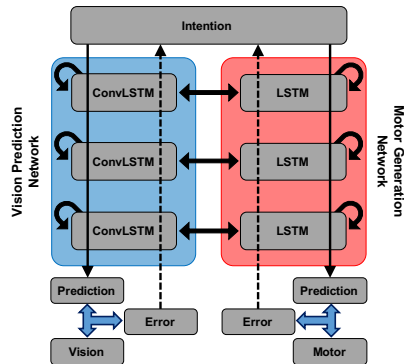 Intention
Vision Prediction
Network
ConvLSTM
LSTM
ConvLSTM
LSTM
ConvLSTM
LSTM
Motor Generation
Network
Prediction
Prediction
Error
Error
Vision
Motor